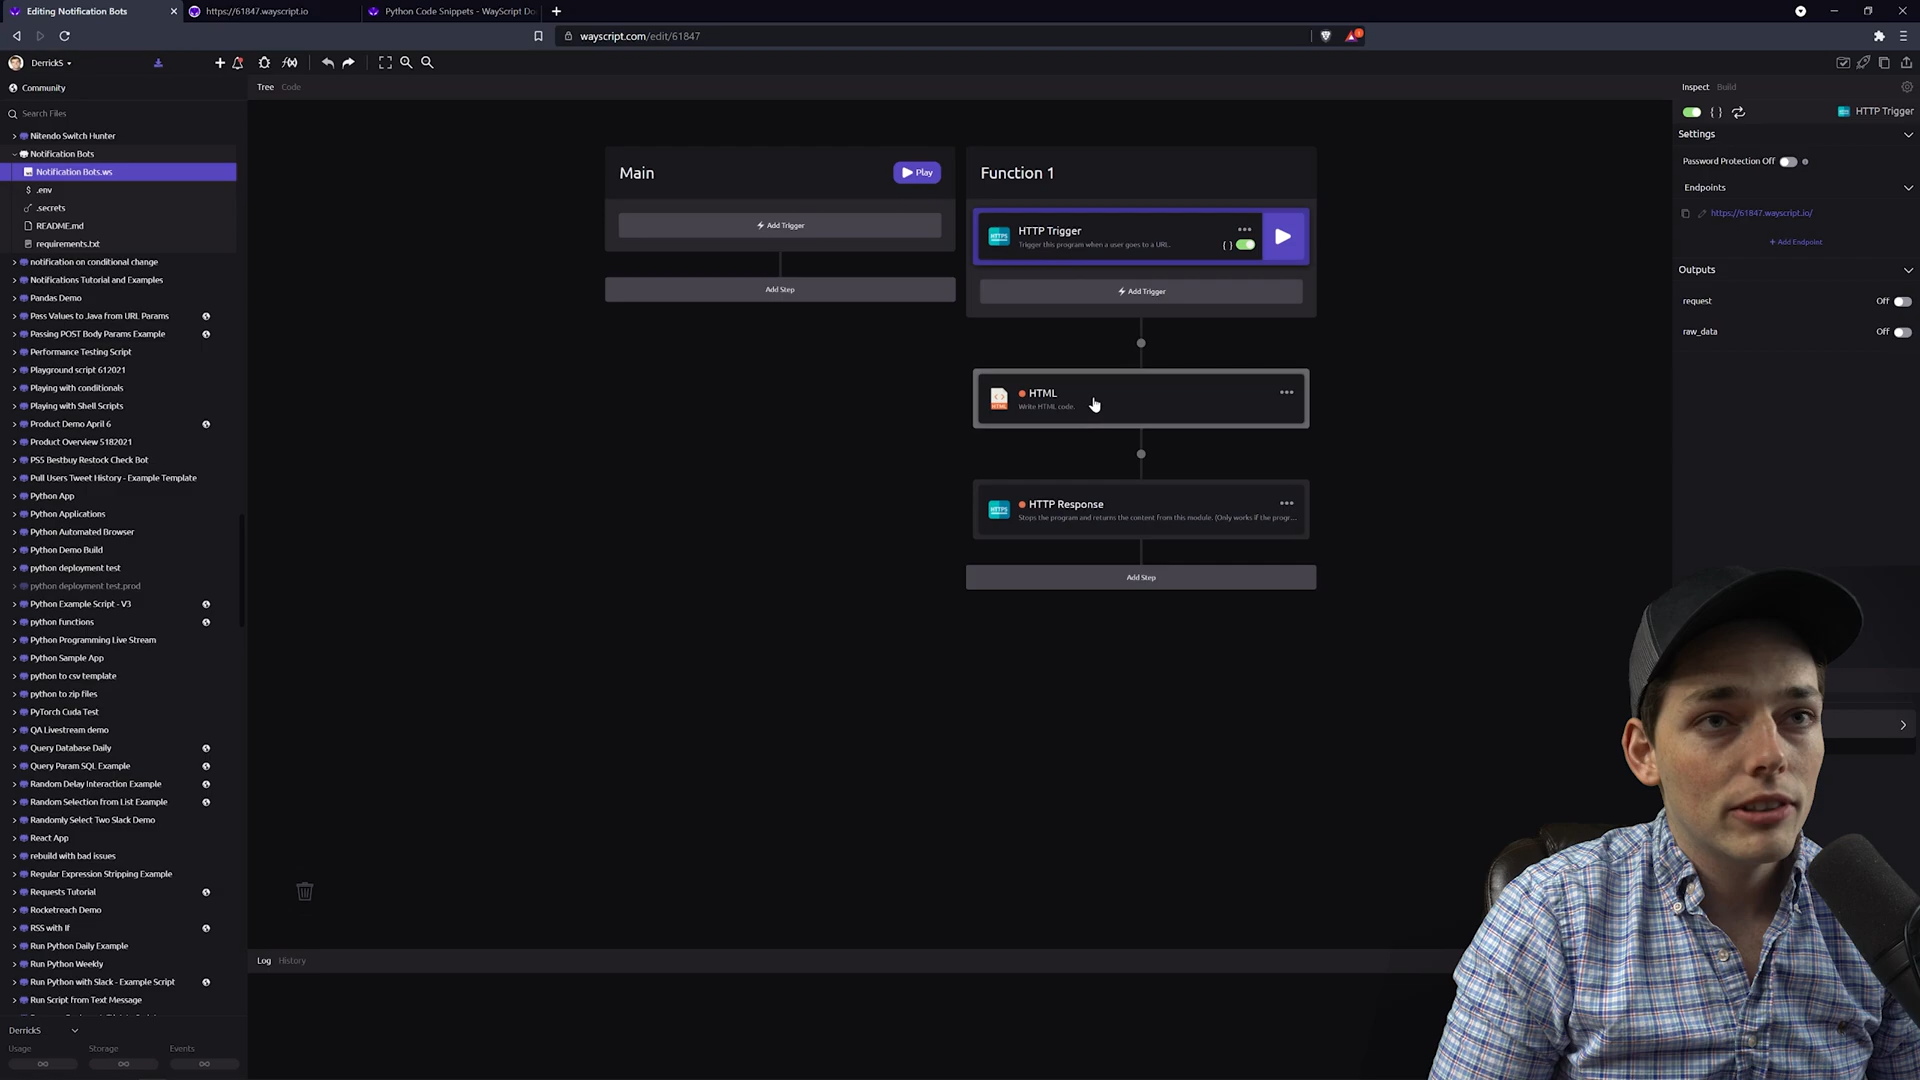 Editing Notification Bots
https://61847.wayscript.io
Python Code Snippets - WayScript Do
wayscript.com/edit/61847
DerrickS
Community
Search Files
Nitendo Switch Hunter
Notification Bots
Notification Bots.ws
.env
.secrets
README.md
requirements.txt
notification on conditional change
Notifications Tutorial and Examples
Pandas Demo
Pass Values to Java from URL Params
Passing POST Body Params Example
Performance Testing Script
Playground script 612021
Playing with conditionals
Playing with Shell Scripts
Product Demo April 6
Product Overview 5182021
PS5 Bestbuy Restock Check Bot
Pull Users Tweet History - Example Template
Python App
Python Applications
Python Automated Browser
Python Demo Build
python deployment test
python deployment test.prod
Python Example Script - V3
python functions
Python Programming Live Stream
Python Sample App
python to csv template
python to zip files
PyTorch Cuda Test
QA Livestream demo
Query Database Daily
Query Param SQL Example
Random Delay Interaction Example
Random Selection from List Example
Randomly Select Two Slack Demo
React App
rebuild with bad issues
Regular Expression Stripping Example
Requests Tutorial
Rocketreach Demo
RSS with If
Run Python Daily Example
Run Python Weekly
Run Python with Slack - Example Script
Run Script from Text Message
DerrickS
Usage Storage Events
Tree Code
Main
Play
Add Trigger
Add Step
Function 1
HTTP Trigger
Trigger this program when a user goes to a URL.
Add Trigger
HTML
Write HTML code.
HTTP Response
Stops the program and returns the content from this module. (Only works if the progr...
Add Step
Log History
Inspect Build
HTTP Trigger
Settings
Password Protection Off
Endpoints
https://61847.wayscript.io/
+ Add Endpoint
Outputs
request Off
raw_data Off